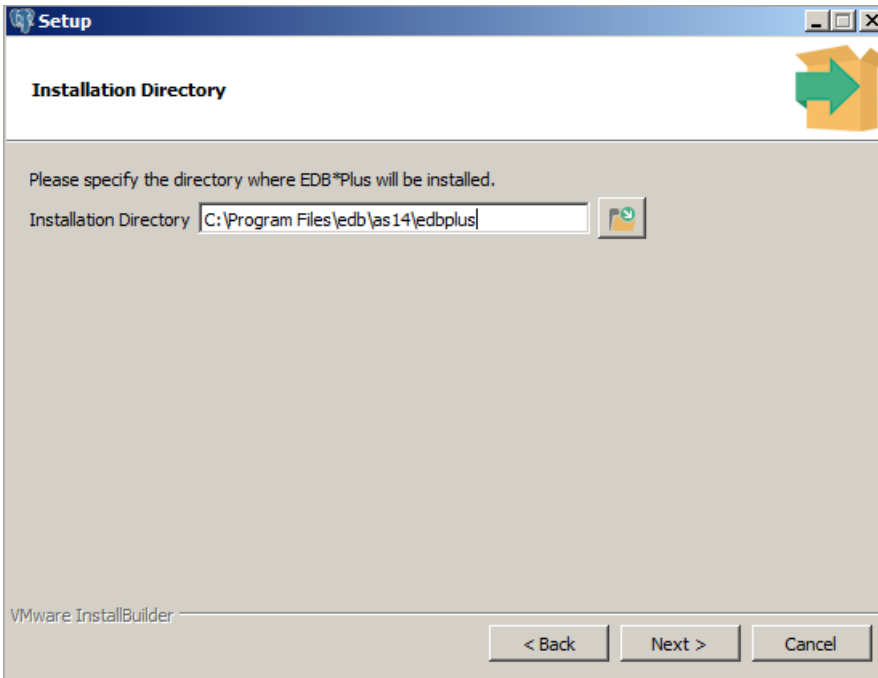 Setup
Installation Directory
Please specify the directory where EDB*Plus will be installed.
Installation Directory C:\Program Files\edb\as14\edbplus
VMware InstallBuilder
< Back Next > Cancel